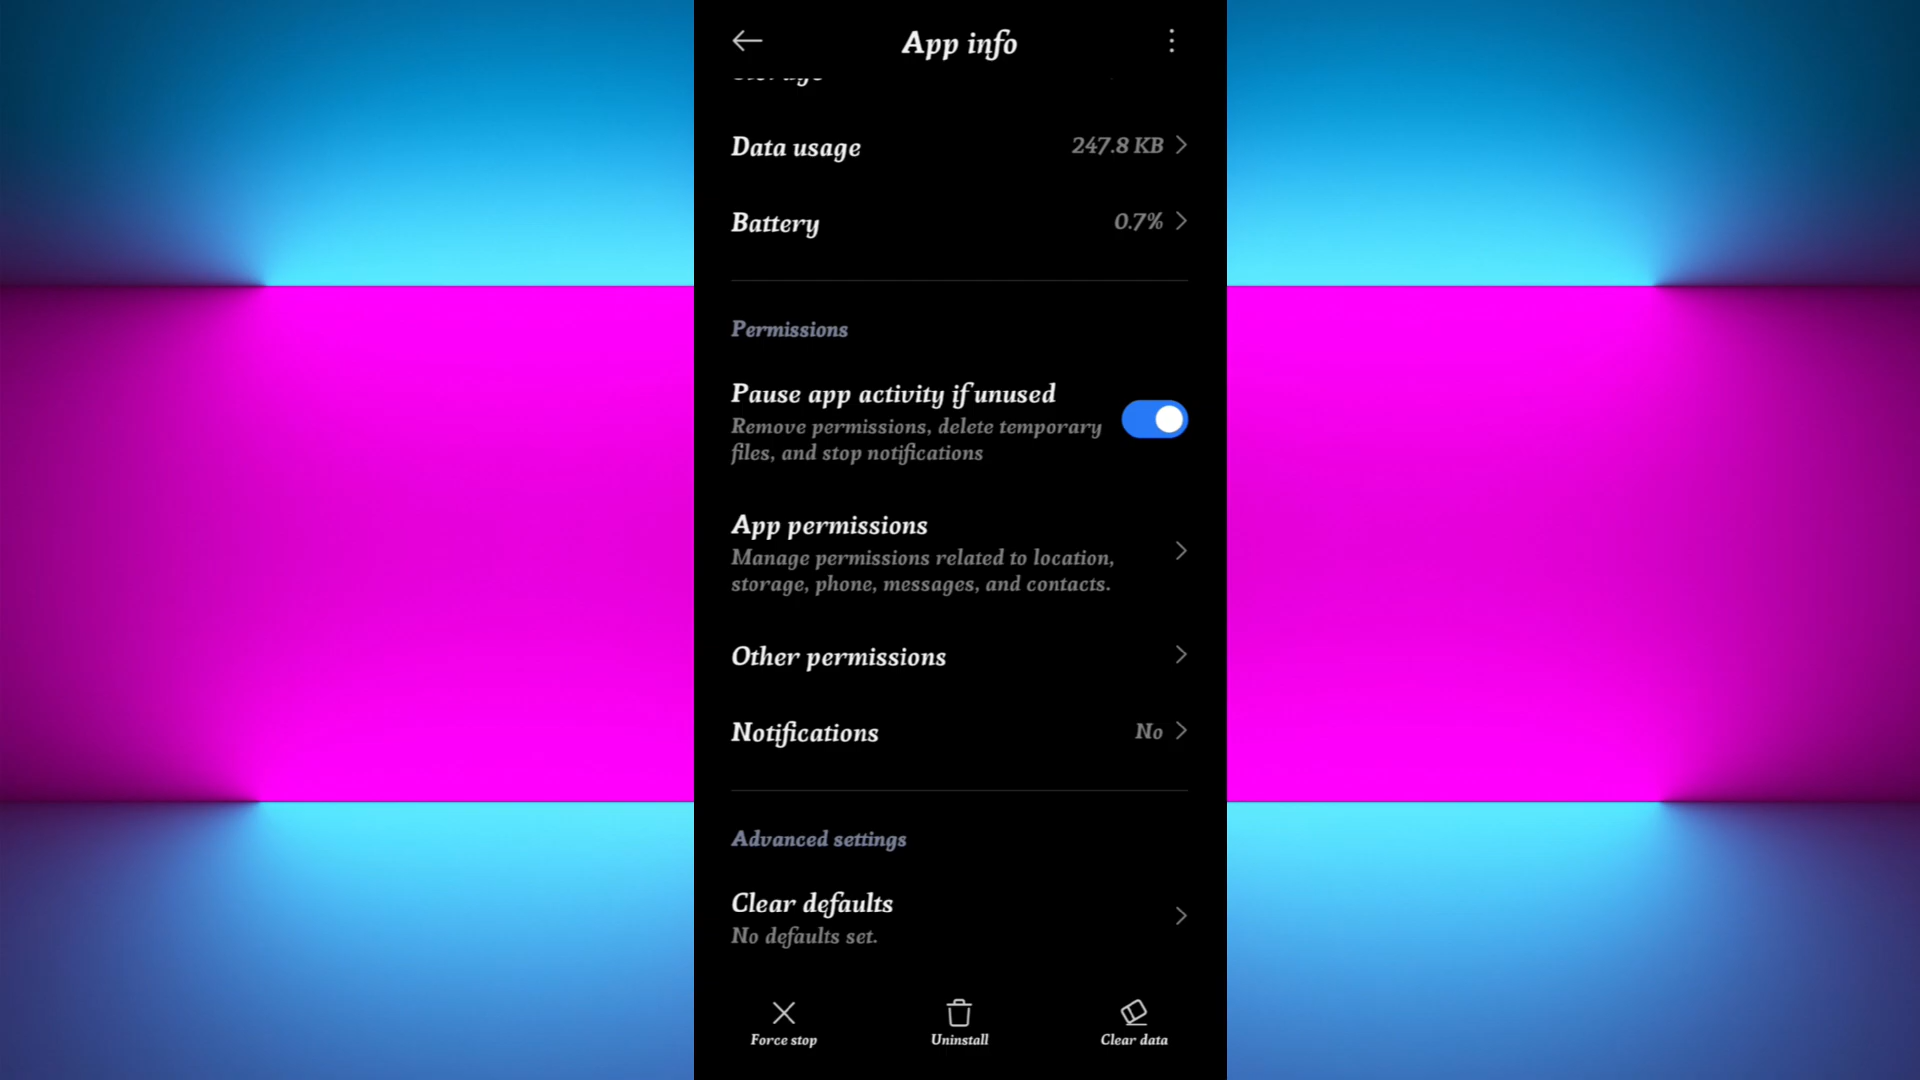 App info
Data usage 247.8 KB
Battery 0.7%
Permissions
Pause app activity if unused
Remove permissions, delete temporary
files, and stop notifications
App permissions
Manage permissions related to location,
storage, phone, messages, and contacts.
Other permissions
Notifications No
Advanced settings
Clear defaults
No defaults set.
Force stop Uninstall Clear data